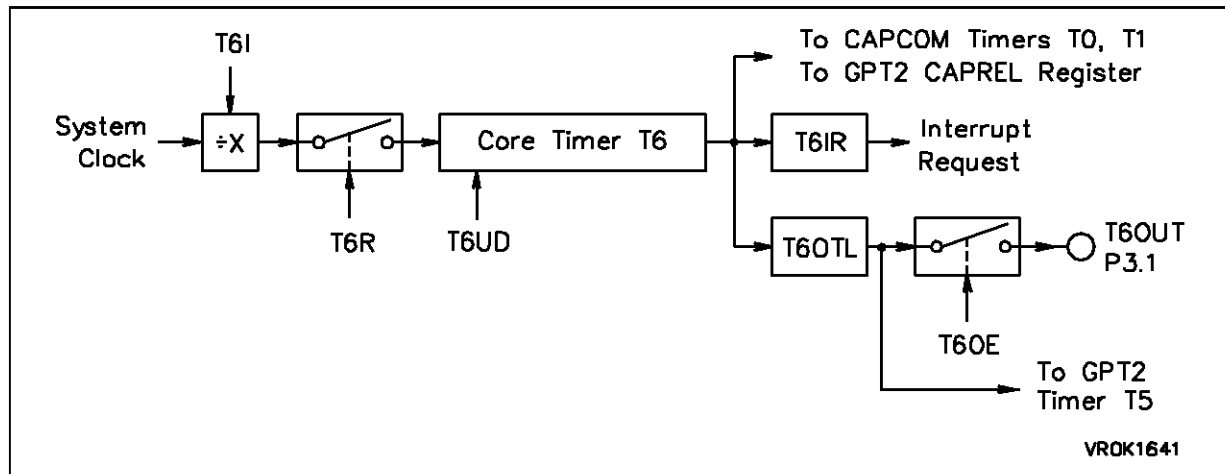 T6I
To CAPCOM Timers T0, T1
To GPT2 CAPREL Register
System
Clock
÷X
Core Timer T6
T6IR
Interrupt
Request
T6R
T6UD
T6OTL
T6OUT
P3.1
T6OE
To GPT2
Timer T5
VR0K1641